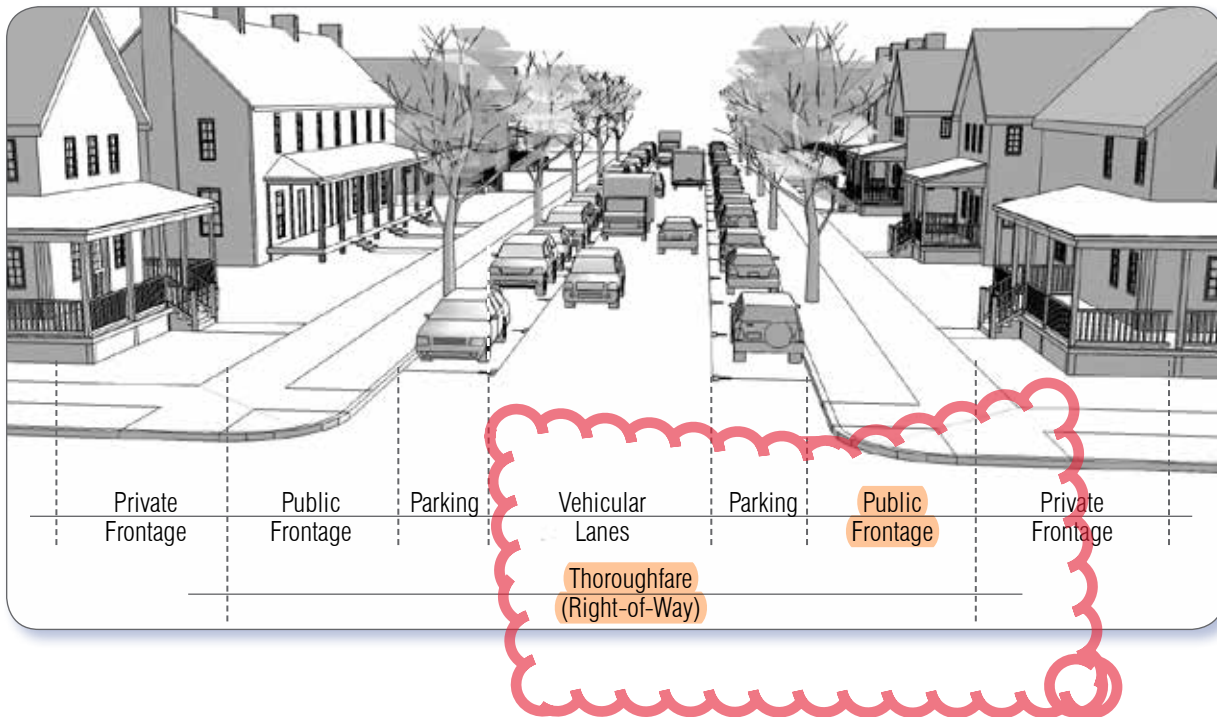 Private Public Parking Vehicular Parking Public Private
Frontage Frontage Lanes Frontage Frontage
Thoroughfare
(Right-of-Way)